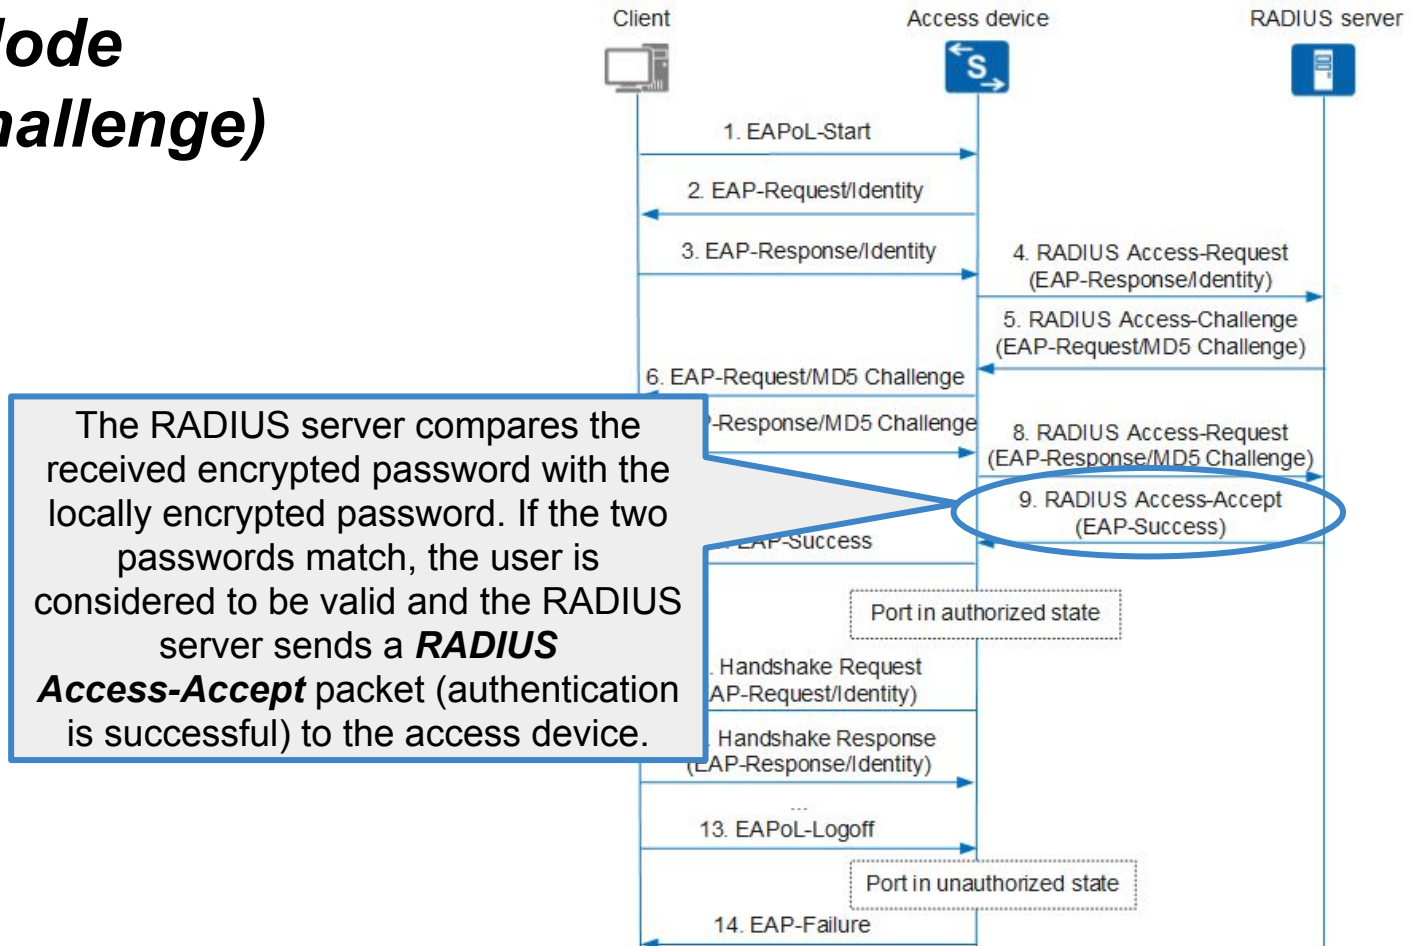 Client
Access device
RADIUS server
S
1. EAPoL-Start
2. EAP-Request/Identity
3. EAP-Response/Identity
4. RADIUS Access-Request
(EAP-Response/Identity)
5. RADIUS Access-Challenge
(EAP-Request/MD5 Challenge)
6. EAP-Request/MD5 Challenge
-Response/MD5 Challenge
8. RADIUS Access-Request
(EAP-Response/MD5 Challenge)
9. RADIUS Access-Accept
(EAP-Success)
EAP-Success
The RADIUS server compares the
received encrypted password with the
locally encrypted password. If the two
passwords match, the user is
considered to be valid and the RADIUS
server sends a RADIUS
Access-Accept packet (authentication
is successful) to the access device.
Port in authorized state
Handshake Request
AP-Request/Identity)
Handshake Response
(EAP-Response/Identity)
...
13. EAPoL-Logoff
Port in unauthorized state
14. EAP-Failure